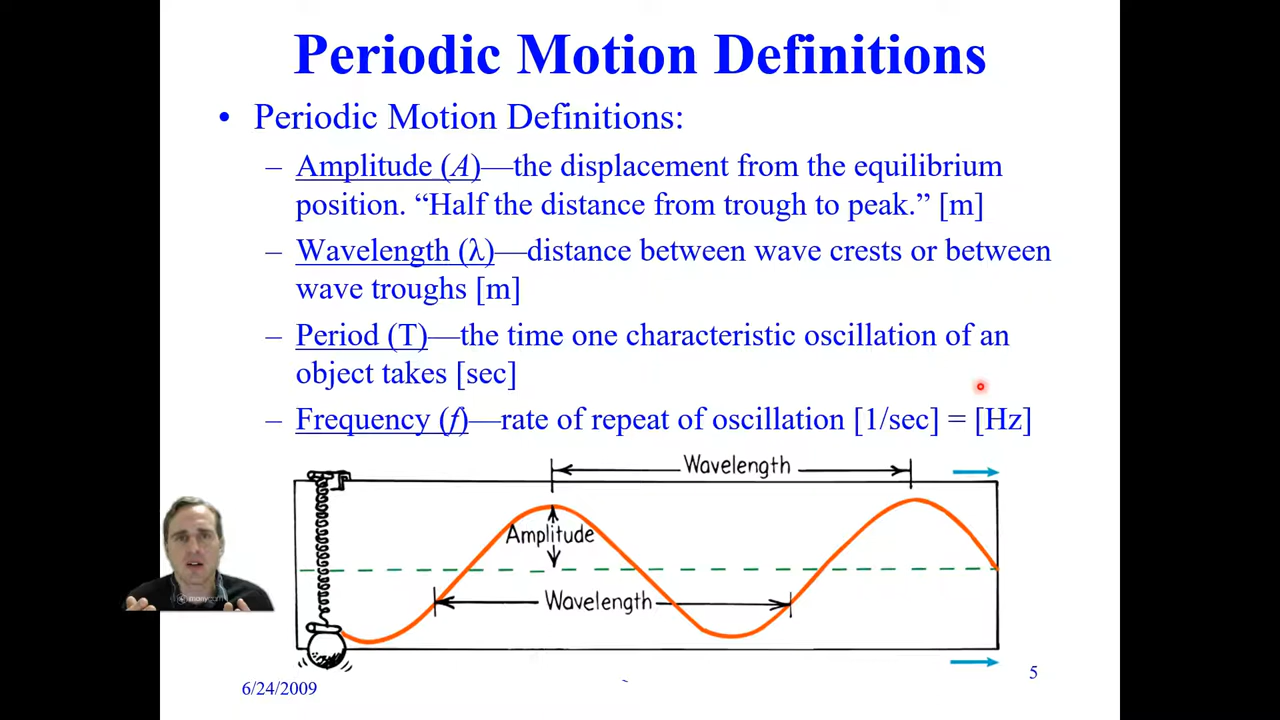 Periodic Motion Definitions
• Periodic Motion Definitions:
– Amplitude (A)—the displacement from the equilibrium
position. “Half the distance from trough to peak.” [m]
– Wavelength (λ)—distance between wave crests or between
wave troughs [m]
– Period (T)—the time one characteristic oscillation of an
object takes [sec]
– Frequency (f)—rate of repeat of oscillation [1/sec] = [Hz]
Wavelength
Amplitude
Wavelength
manycam
5
6/24/2009